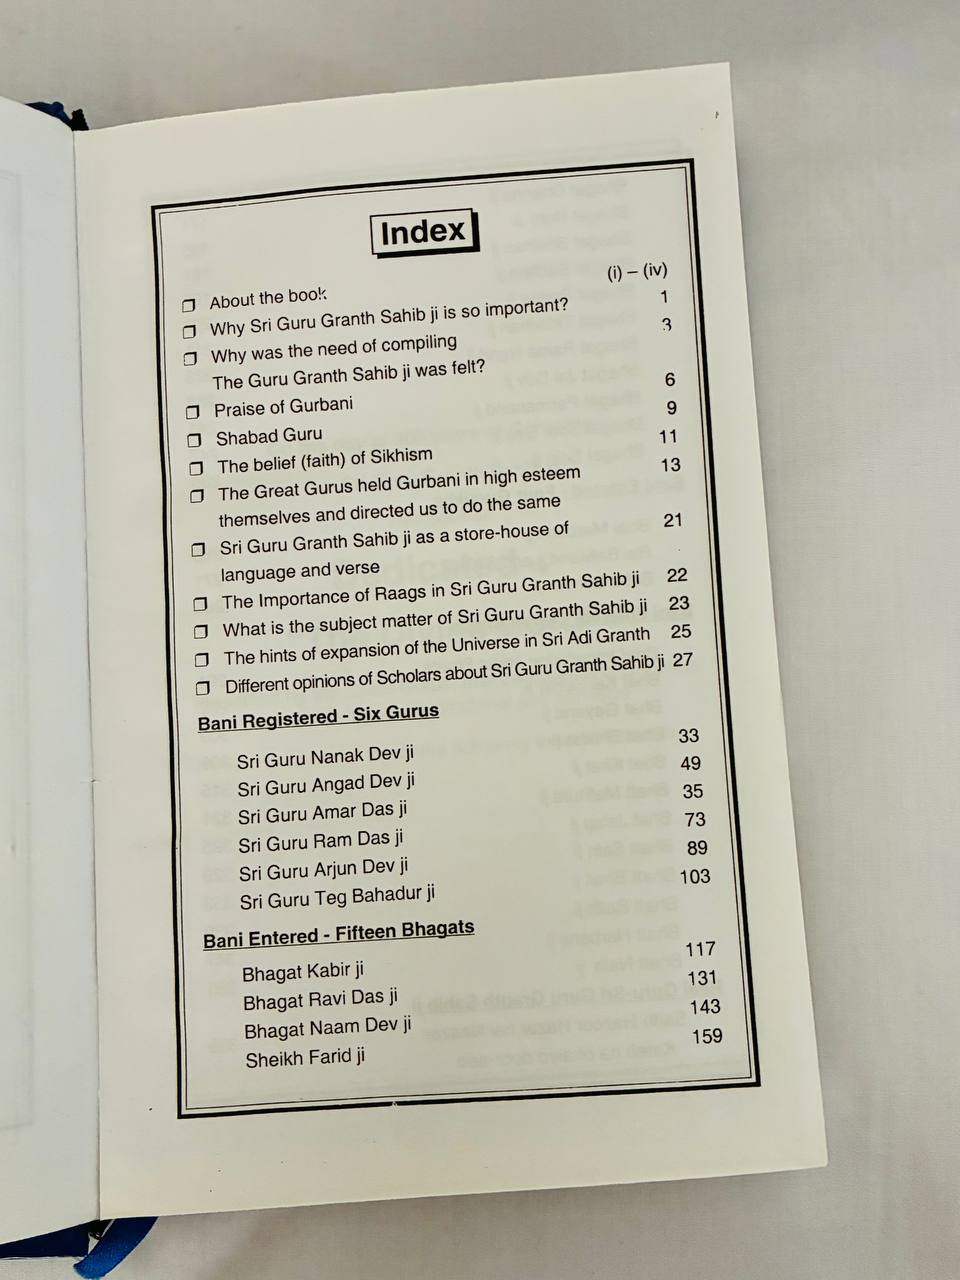 Index
About the book (i) – (iv)
Why Sri Guru Granth Sahib ji is so important? 1
Why was the need of compiling 3
The Guru Granth Sahib ji was felt?
Praise of Gurbani 6
Shabad Guru 9
The belief (faith) of Sikhism 11
The Great Gurus held Gurbani in high esteem 13
themselves and directed us to do the same
Sri Guru Granth Sahib ji as a store-house of 21
language and verse
The Importance of Raags in Sri Guru Granth Sahib ji 22
What is the subject matter of Sri Guru Granth Sahib ji 23
The hints of expansion of the Universe in Sri Adi Granth 25
Different opinions of Scholars about Sri Guru Granth Sahib ji 27
Bani Registered - Six Gurus
Sri Guru Nanak Dev ji 33
Sri Guru Angad Dev ji 49
Sri Guru Amar Das ji 35
Sri Guru Ram Das ji 73
Sri Guru Arjun Dev ji 89
Sri Guru Teg Bahadur ji 103
Bani Entered - Fifteen Bhagats
Bhagat Kabir ji 117
Bhagat Ravi Das ji 131
Bhagat Naam Dev ji 143
Sheikh Farid ji 159